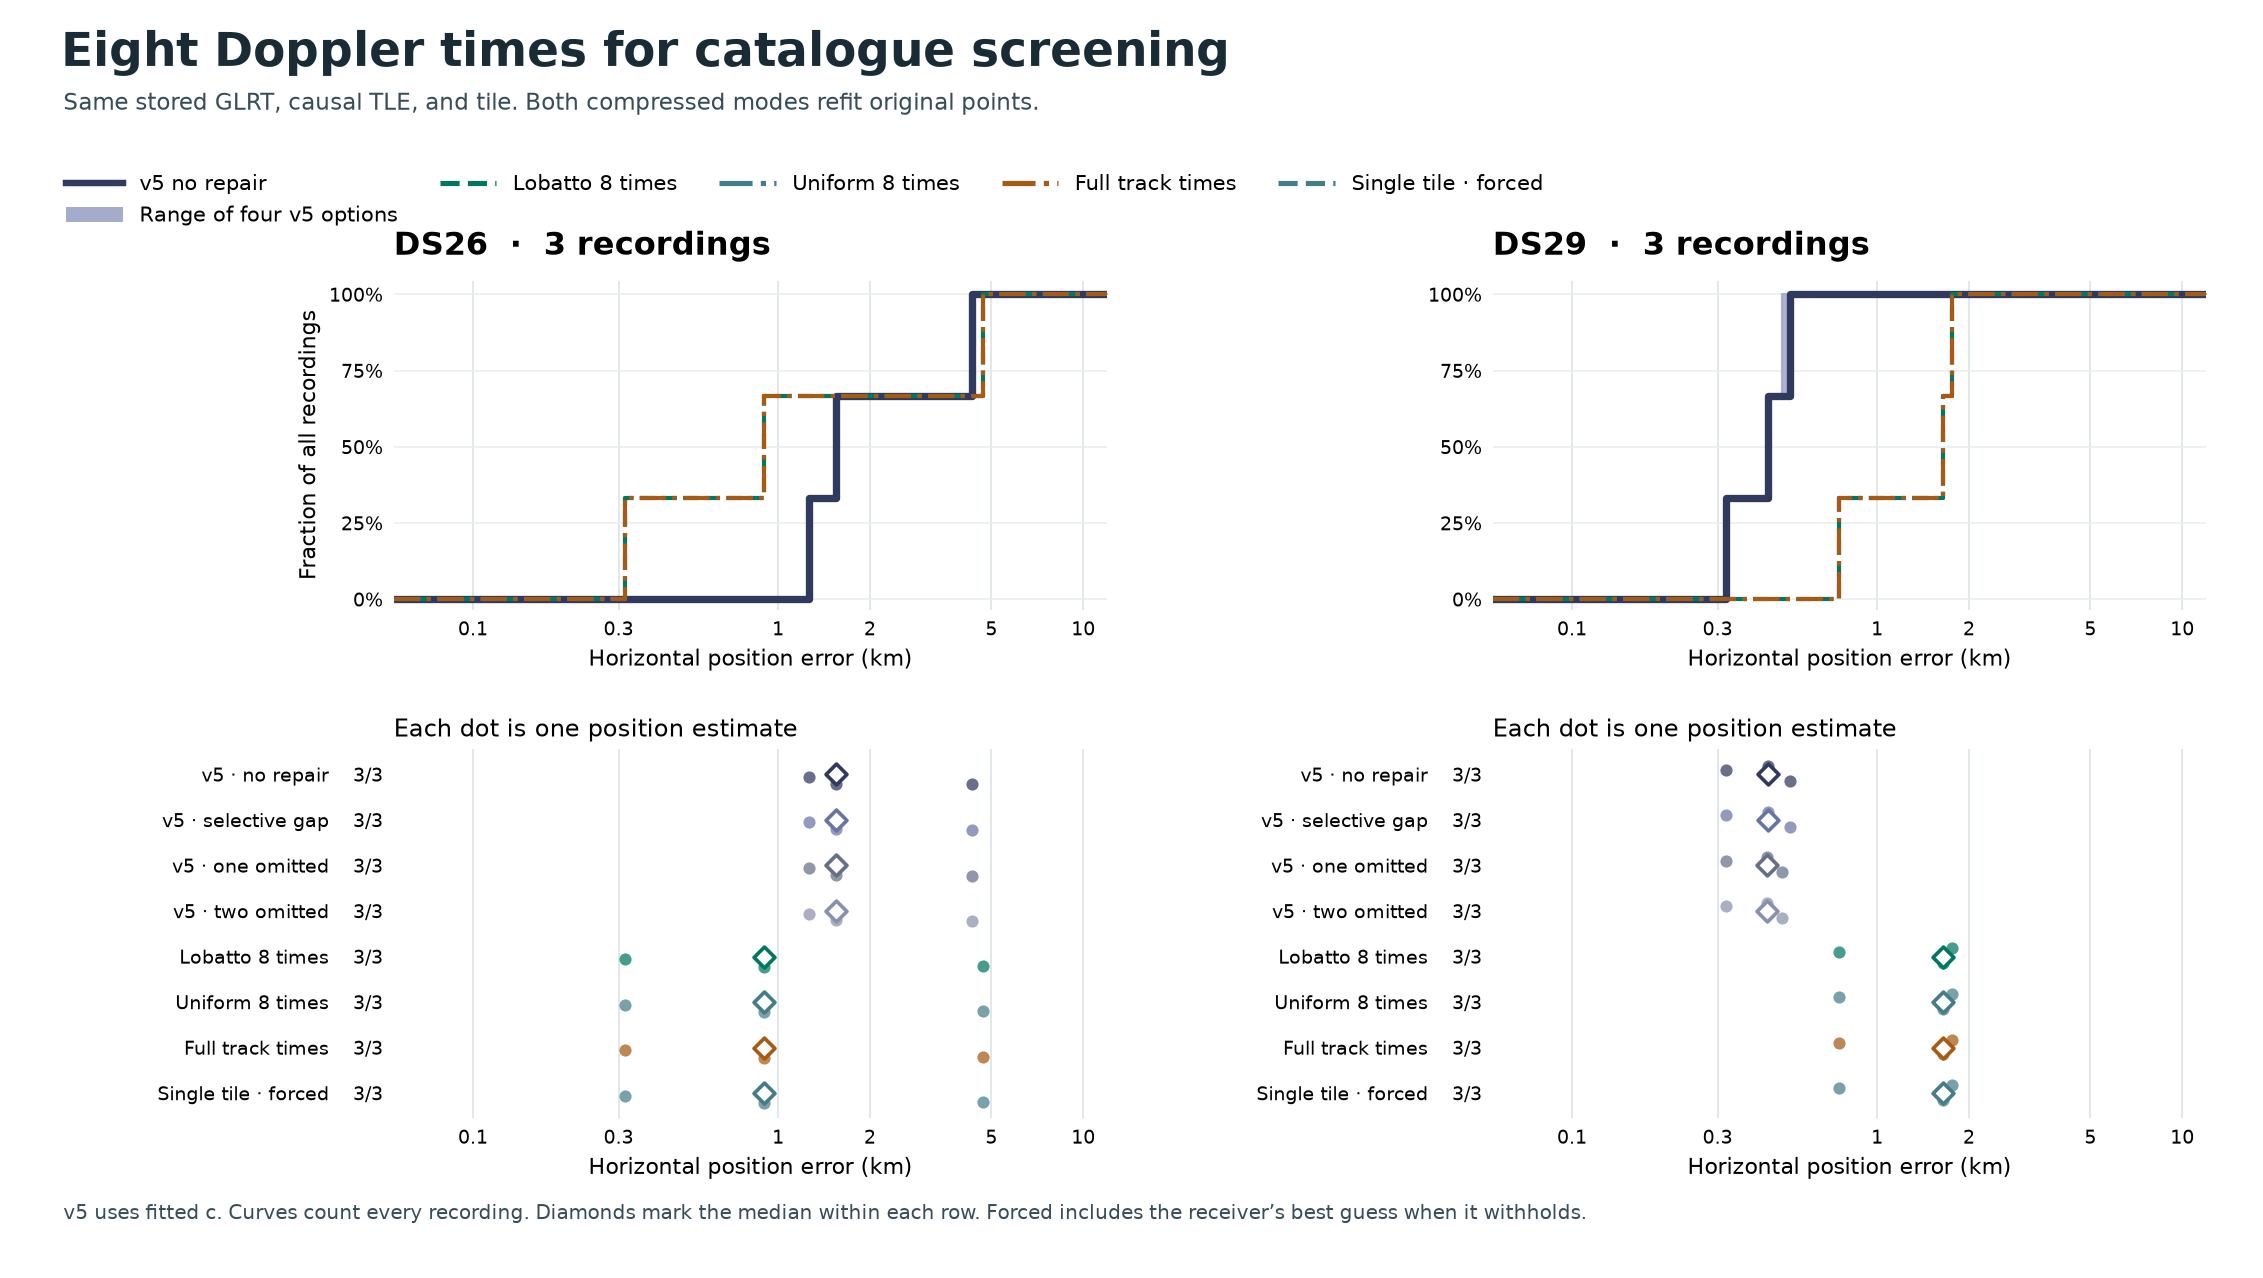 Eight Doppler times for catalogue screening
Same stored GLRT, causal TLE, and tile. Both compressed modes refit original points.
v5 no repair
Lobatto 8 times
Uniform 8 times
Full track times
Single tile · forced
Range of four v5 options
DS26 · 3 recordings
Fraction of all recordings
100%
75%
50%
25%
0%
0.1 0.3 1 2 5 10
Horizontal position error (km)
DS29 · 3 recordings
100%
75%
50%
25%
0%
0.1 0.3 1 2 5 10
Horizontal position error (km)
Each dot is one position estimate
v5 · no repair 3/3
v5 · selective gap 3/3
v5 · one omitted 3/3
v5 · two omitted 3/3
Lobatto 8 times 3/3
Uniform 8 times 3/3
Full track times 3/3
Single tile · forced 3/3
0.1 0.3 1 2 5 10
Horizontal position error (km)
Each dot is one position estimate
v5 · no repair 3/3
v5 · selective gap 3/3
v5 · one omitted 3/3
v5 · two omitted 3/3
Lobatto 8 times 3/3
Uniform 8 times 3/3
Full track times 3/3
Single tile · forced 3/3
0.1 0.3 1 2 5 10
Horizontal position error (km)
v5 uses fitted c. Curves count every recording. Diamonds mark the median within each row. Forced includes the receiver’s best guess when it withholds.